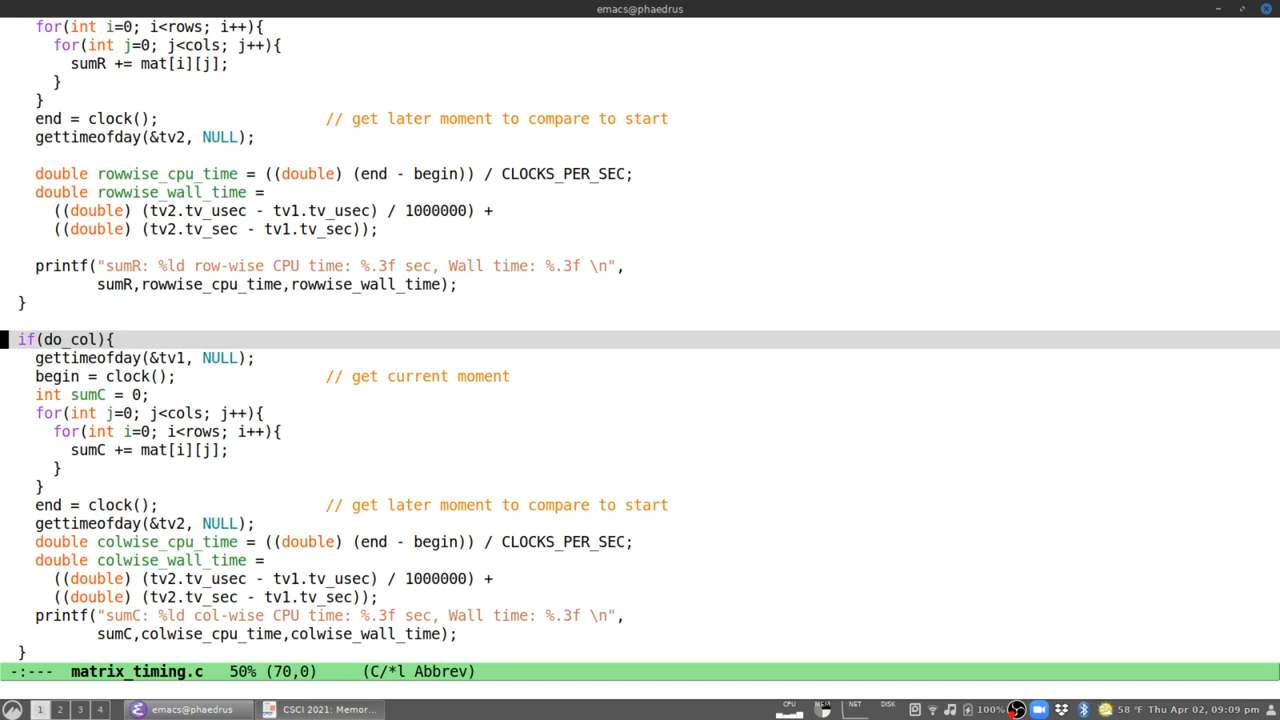 emacs@phaedrus
for(int i=0; i<rows; i++){
for(int j=0; j<cols; j++){
sumR += mat[i][j];
}
}
end = clock(); // get later moment to compare to start
gettimeofday(&tv2, NULL);
double rowwise_cpu_time = ((double) (end - begin)) / CLOCKS_PER_SEC;
double rowwise_wall_time =
((double) (tv2.tv_usec - tv1.tv_usec) / 1000000) +
((double) (tv2.tv_sec - tv1.tv_sec));
printf("sumR: %ld row-wise CPU time: %.3f sec, Wall time: %.3f \n",
sumR,rowwise_cpu_time,rowwise_wall_time);
}
if(do_col){
gettimeofday(&tv1, NULL);
begin = clock(); // get current moment
int sumC = 0;
for(int j=0; j<cols; j++){
for(int i=0; i<rows; i++){
sumC += mat[i][j];
}
}
end = clock(); // get later moment to compare to start
gettimeofday(&tv2, NULL);
double colwise_cpu_time = ((double) (end - begin)) / CLOCKS_PER_SEC;
double colwise_wall_time =
((double) (tv2.tv_usec - tv1.tv_usec) / 1000000) +
((double) (tv2.tv_sec - tv1.tv_sec));
printf("sumC: %ld col-wise CPU time: %.3f sec, Wall time: %.3f \n",
sumC,colwise_cpu_time,colwise_wall_time);
}
-:--- matrix_timing.c 50% (70,0) (C/*l Abbrev)
1 2 3 4 emacs@phaedrus CSCI 2021: Memor... CPU MEM NET DISK 100% 58 °F Thu Apr 02, 09:09 pm